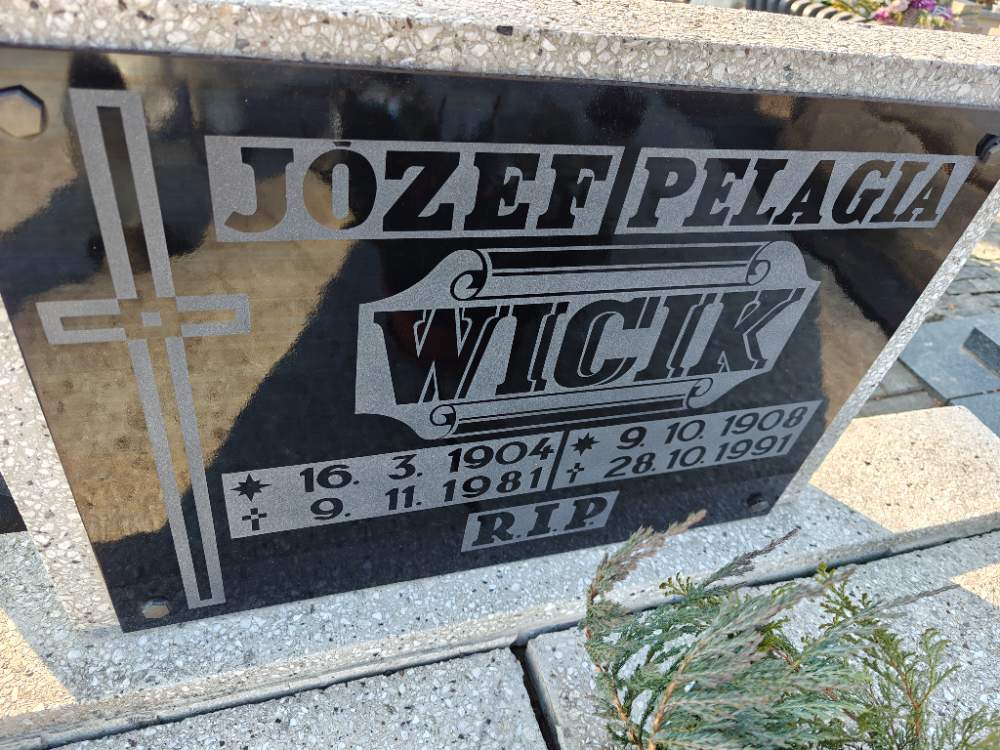 JÓZEF PELAGIA
WICIK
16. 3. 1904 9. 10. 1908
9. 11. 1981 28. 10. 1991
R.I.P.